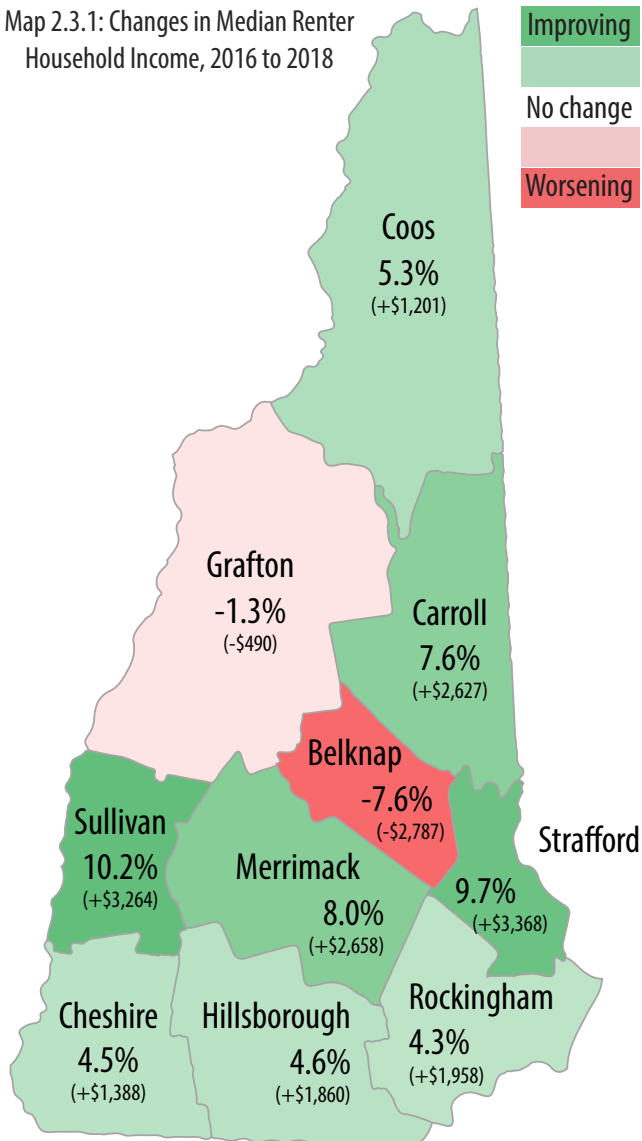 Map 2.3.1: Changes in Median Renter
Household Income, 2016 to 2018
Improving
No change
Worsening
Coos
5.3%
(+$1,201)
Grafton
-1.3%
(-$490)
Carroll
7.6%
(+$2,627)
Belknap
-7.6%
(-$2,787)
Sullivan
10.2%
(+$3,264)
Merrimack
8.0%
(+$2,658)
Strafford
9.7%
(+$3,368)
Cheshire
4.5%
(+$1,388)
Hillsborough
4.6%
(+$1,860)
Rockingham
4.3%
(+$1,958)